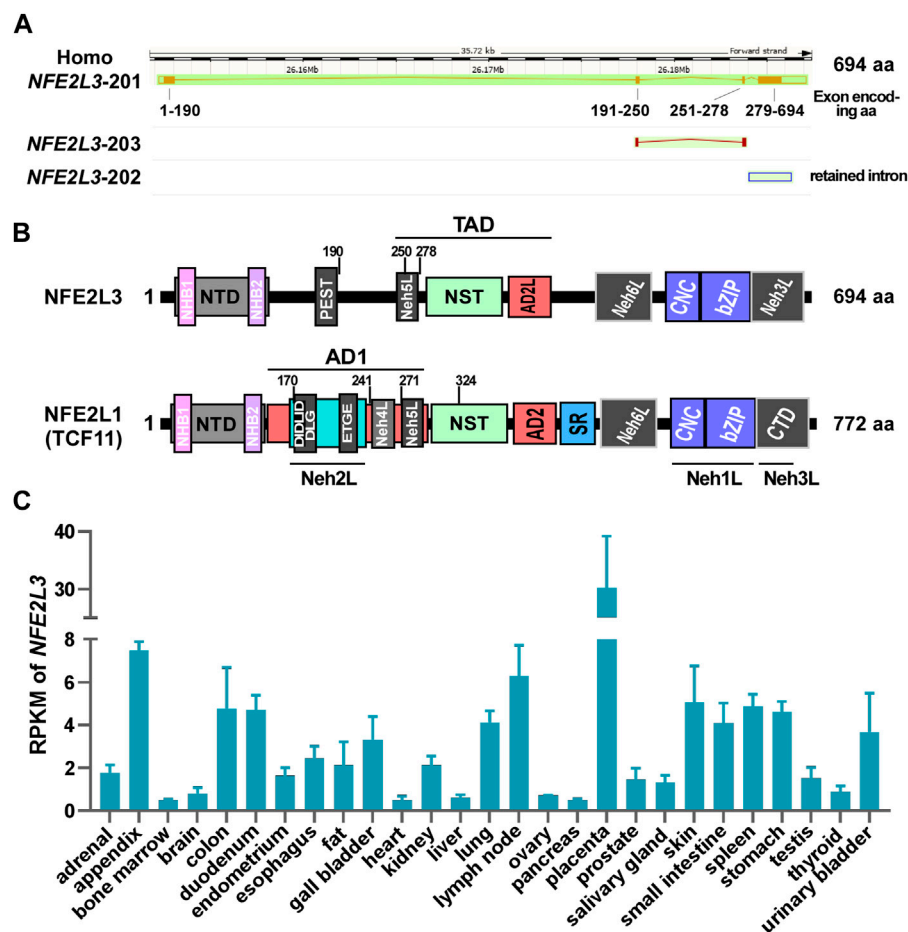 A
35.72 kb
Forward strand
Homo
NFE2L3-201
26.16Mb
26.17Mb
26.18Mb
694 aa
1-190
191-250
251-278
279-694
Exon encod-
ing aa
NFE2L3-203
NFE2L3-202
retained intron
B
TAD
190
250
278
NFE2L3
1
NHB1
NTD
NHB2
PEST
Neh5L
NST
AD2L
Neh6L
CNC
bZIP
Neh3L
694 aa
AD1
170
241
271
324
NFE2L1
(TCF11)
1
NHB1
NTD
NHB2
DIDLID
DLG
ETGE
Neh4L
Neh5L
NST
AD2
SR
Neh6L
CNC
bZIP
CTD
772 aa
Neh2L
Neh1L
Neh3L
C
RPKM of NFE2L3
40
30
8
6
4
2
0
adrenal
appendix
bone marrow
brain
colon
duodenum
endometrium
esophagus
fat
gall bladder
heart
kidney
liver
lung
lymph node
ovary
pancreas
placenta
prostate
salivary gland
skin
small intestine
spleen
stomach
testis
thyroid
urinary bladder